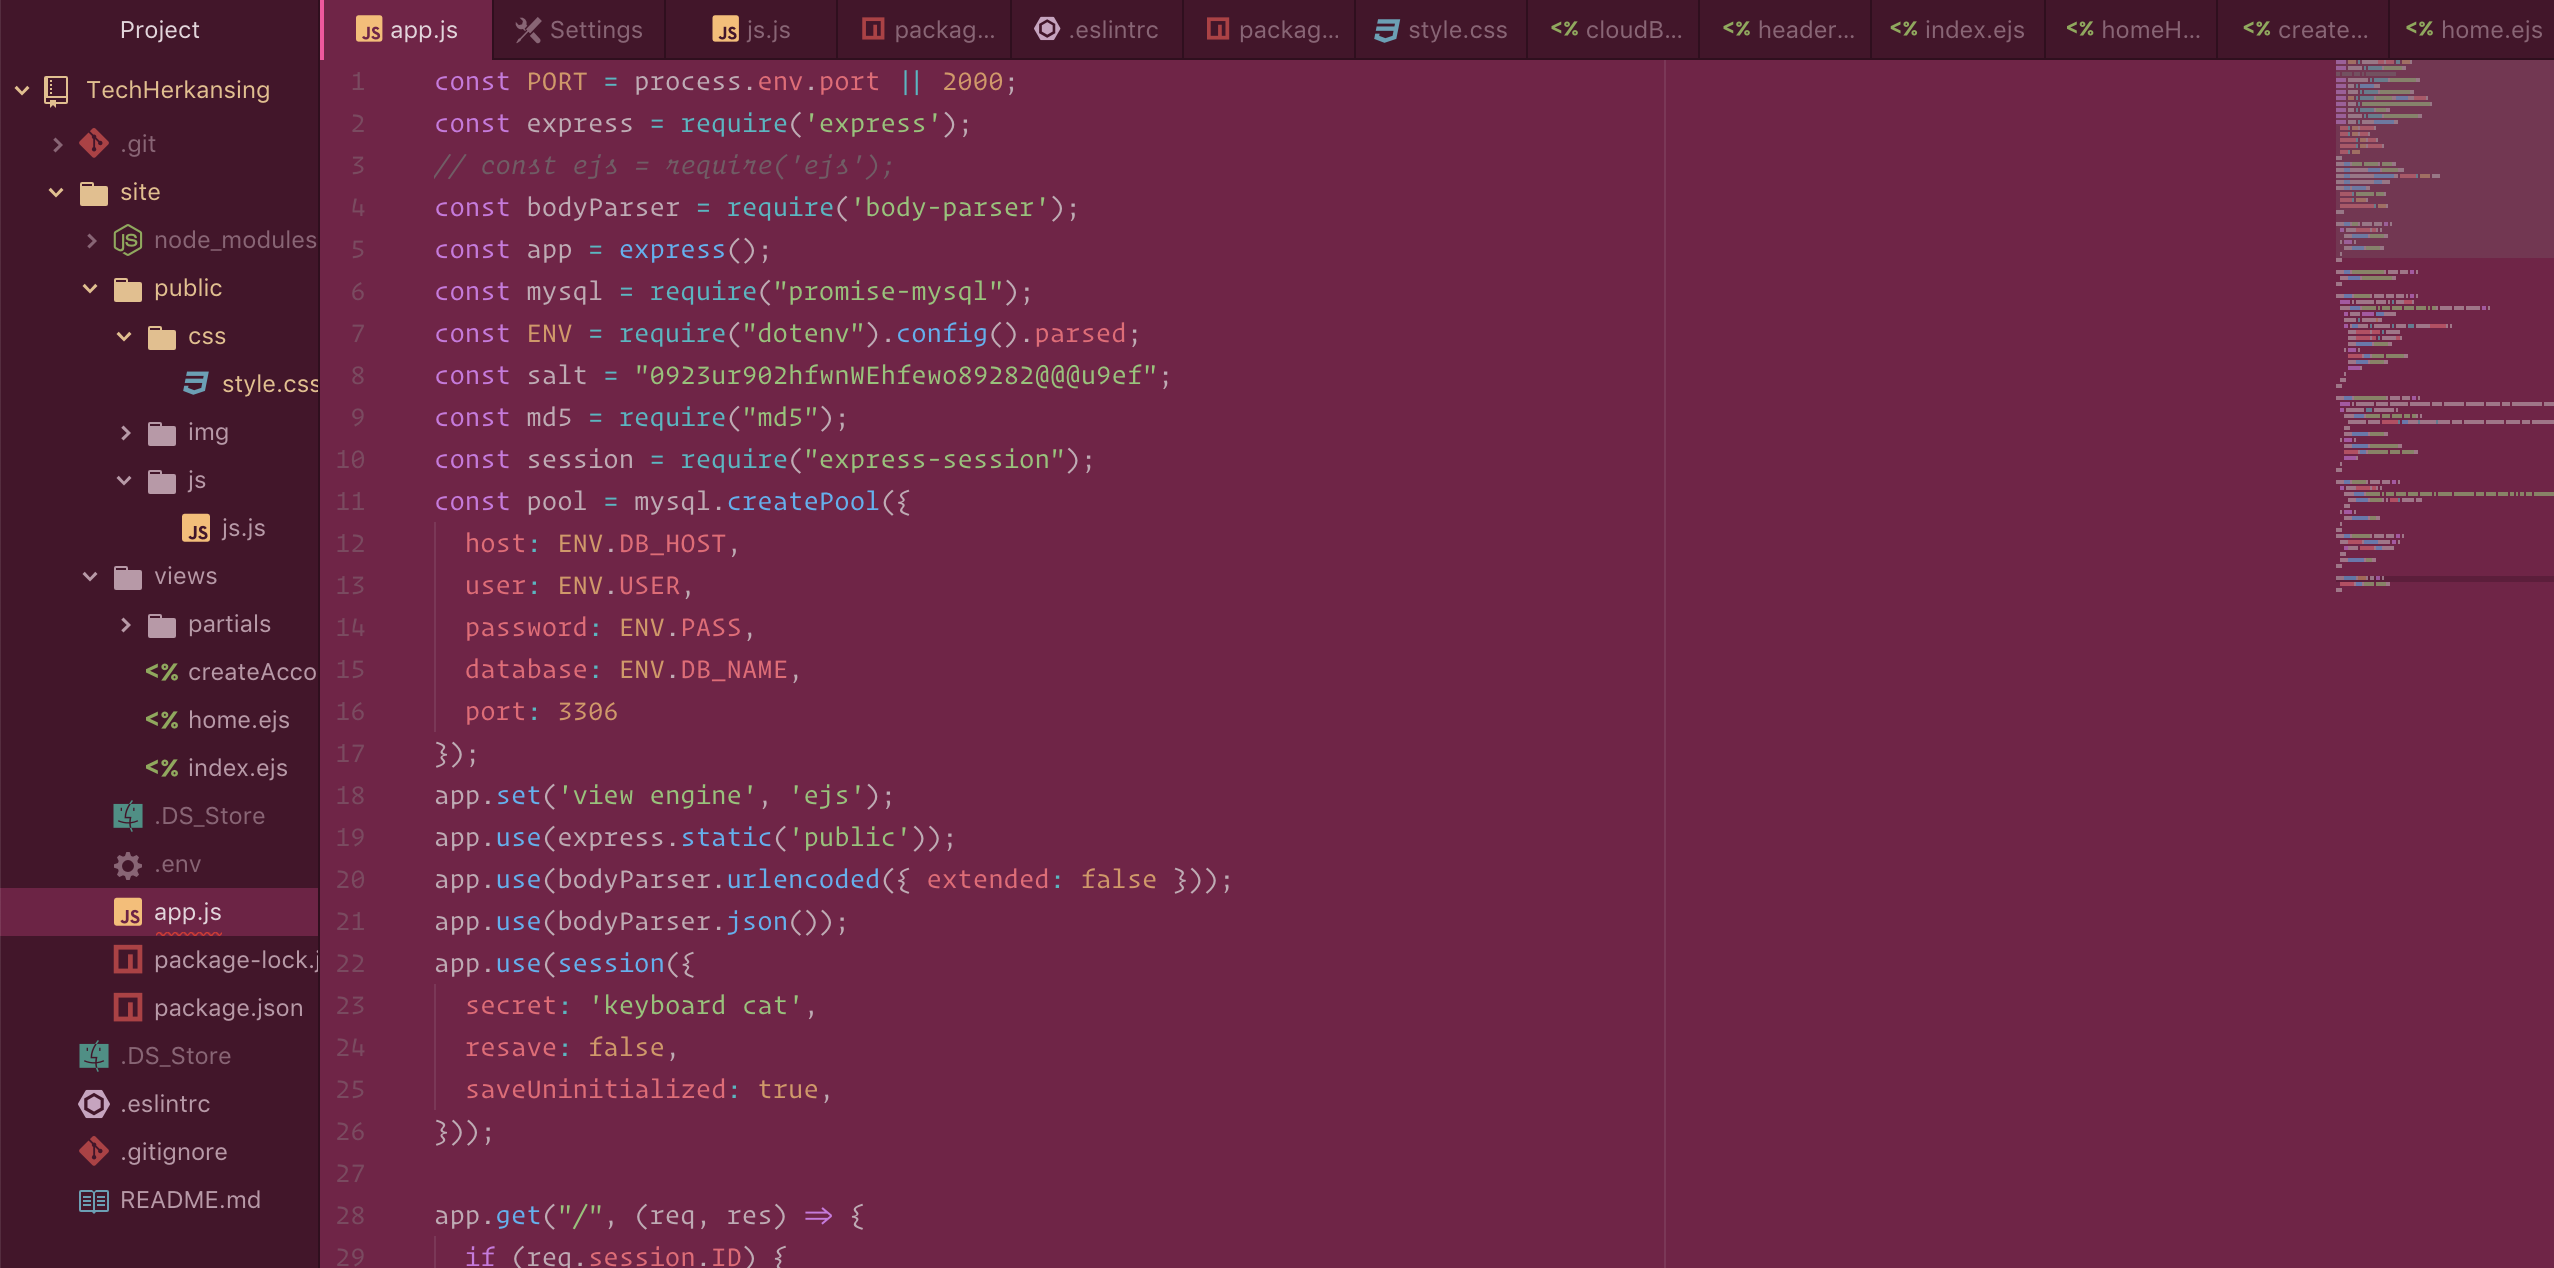 Project
app.js
Settings
js.js
packag...
.eslintrc
packag...
style.css
<% cloudB...
<% header...
<% index.ejs
<% homeH...
<% create...
<% home.ejs
TechHerkansing
.git
site
node_modules
public
css
style.css
img
js
js.js
views
partials
<% createAcco
<% home.ejs
<% index.ejs
.DS_Store
.env
app.js
package-lock.j
package.json
.DS_Store
.eslintrc
.gitignore
README.md
1 const PORT = process.env.port || 2000;
2 const express = require('express');
3 // const ejs = require('ejs');
4 const bodyParser = require('body-parser');
5 const app = express();
6 const mysql = require("promise-mysql");
7 const ENV = require("dotenv").config().parsed;
8 const salt = "0923ur902hfwnWEhfewo89282@@@u9ef";
9 const md5 = require("md5");
10 const session = require("express-session");
11 const pool = mysql.createPool({
12 host: ENV.DB_HOST,
13 user: ENV.USER,
14 password: ENV.PASS,
15 database: ENV.DB_NAME,
16 port: 3306
17 });
18 app.set('view engine', 'ejs');
19 app.use(express.static('public'));
20 app.use(bodyParser.urlencoded({ extended: false }));
21 app.use(bodyParser.json());
22 app.use(session({
23 secret: 'keyboard cat',
24 resave: false,
25 saveUninitialized: true,
26 }));
27
28 app.get("/", (req, res) => {
29 if (req.session.ID) {